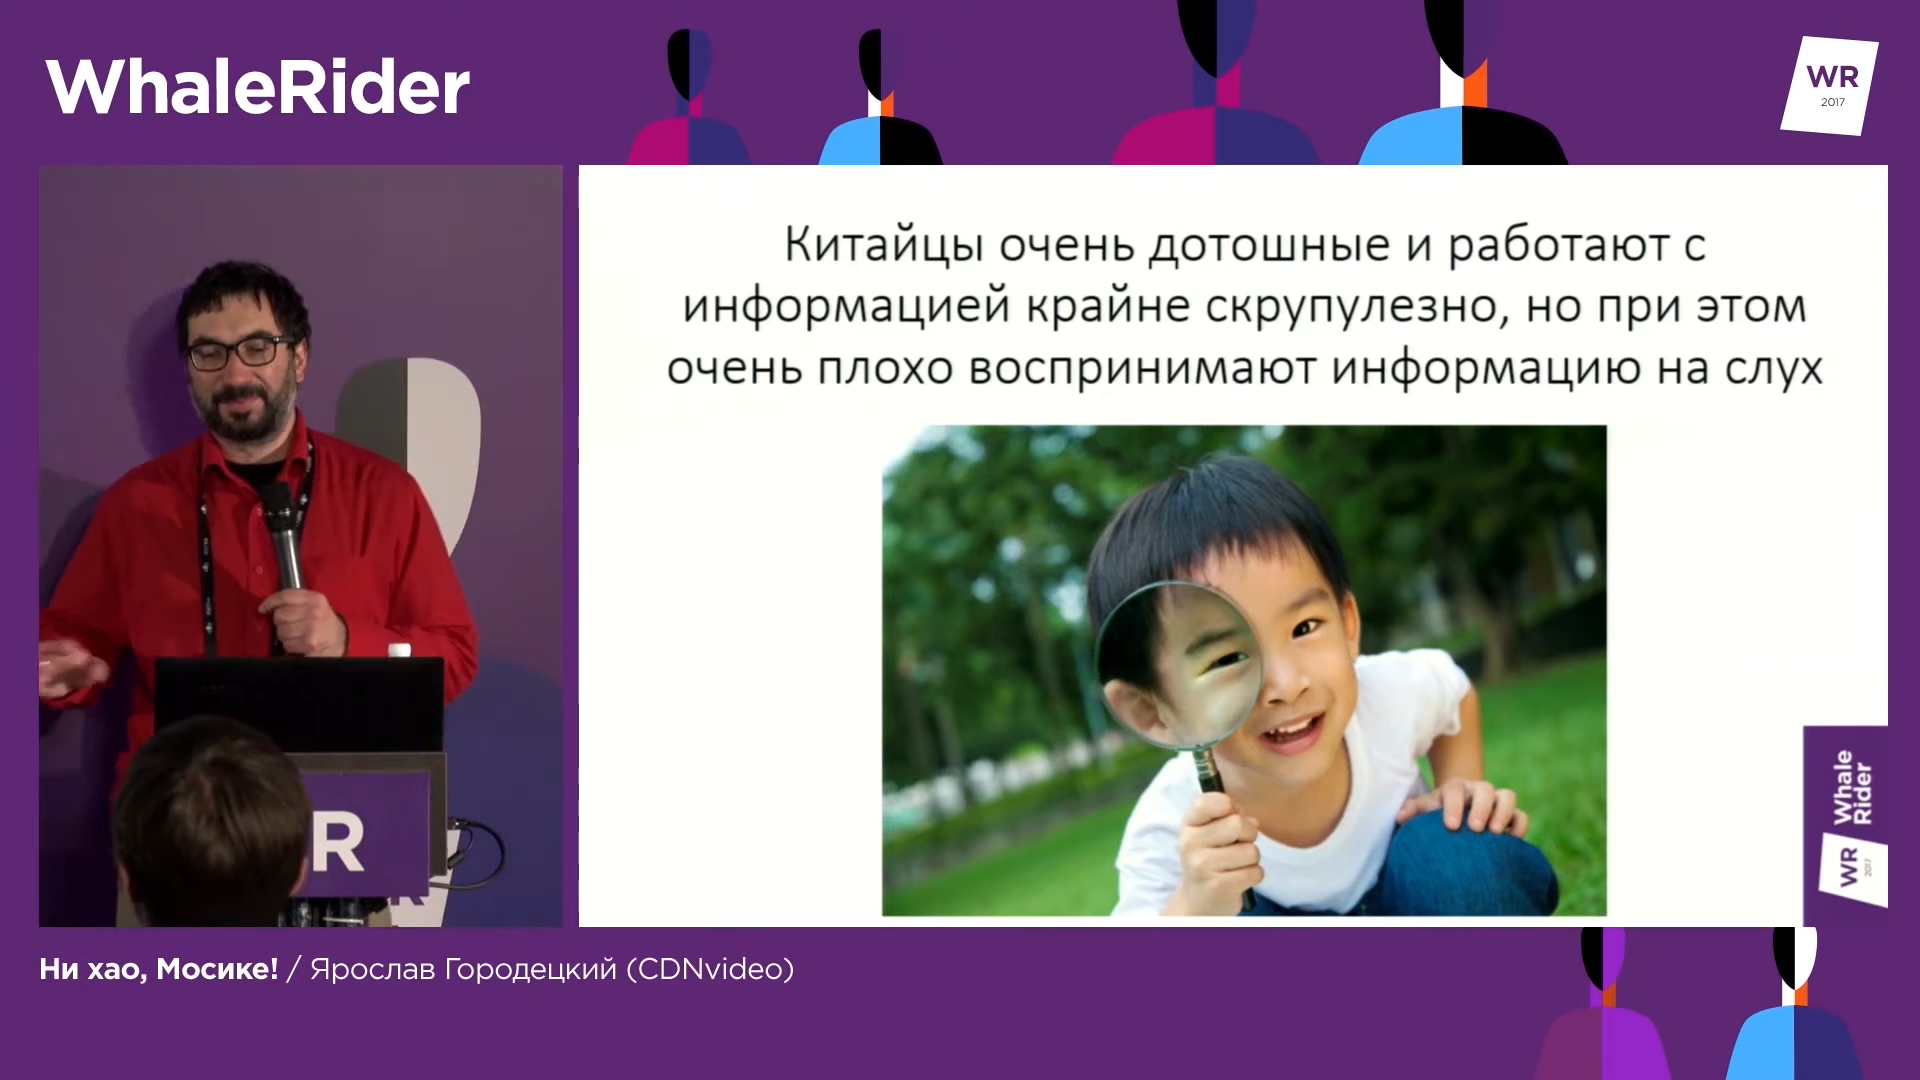 WhaleRider
WR
2017
Китайцы очень дотошные и работают с
информацией крайне скрупулезно, но при этом
очень плохо воспринимают информацию на слух
Whale
Rider
WR
2017
R
Ни хао, Мосике! / Ярослав Городецкий (CDNvideo)